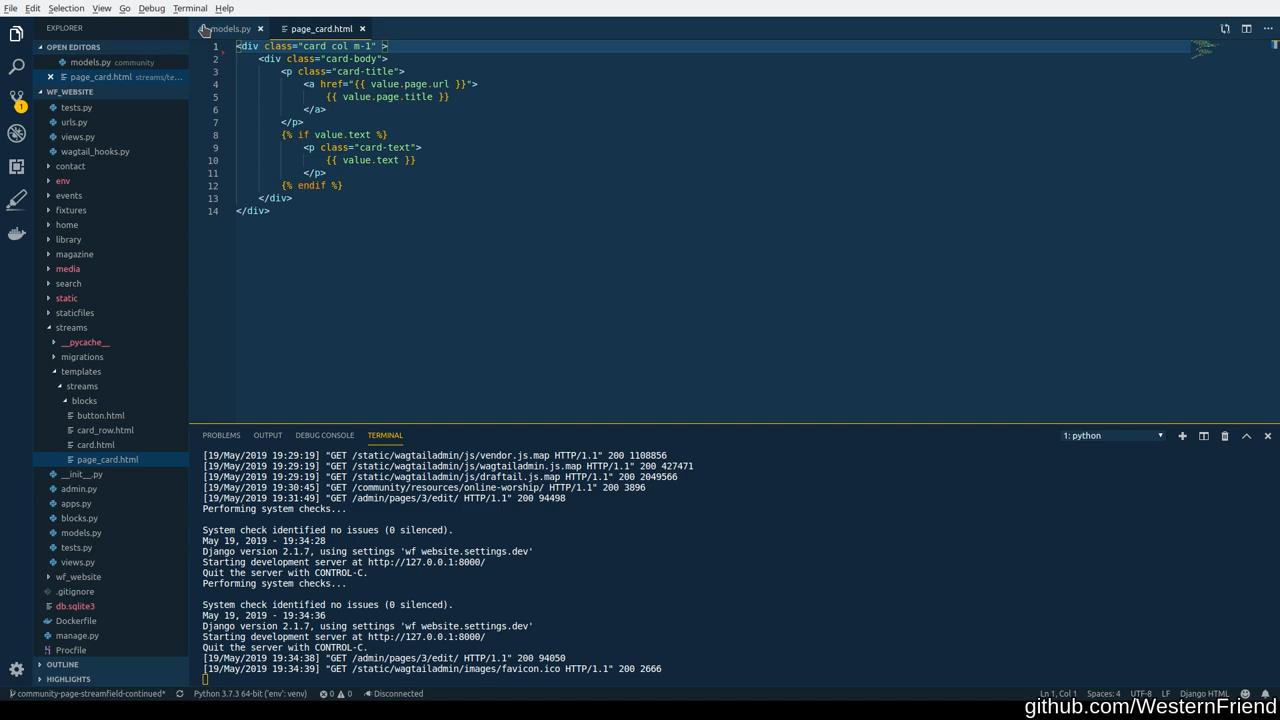 File Edit Selection View Go Debug Terminal Help
EXPLORER
OPEN EDITORS
models.py community
page_card.html streams/te...
WF_WEBSITE
tests.py
urls.py
views.py
wagtail_hooks.py
contact
env
events
fixtures
home
library
magazine
media
search
static
staticfiles
streams
__pycache__
migrations
templates
streams
blocks
button.html
card_row.html
card.html
page_card.html
__init__.py
admin.py
apps.py
blocks.py
models.py
tests.py
views.py
wf_website
.gitignore
db.sqlite3
Dockerfile
manage.py
Procfile
OUTLINE
HIGHLIGHTS
1
models.py page_card.html
1 <div class="card col m-1" >
2 <div class="card-body">
3 <p class="card-title">
4 <a href="{{ value.page.url }}">
5 {{ value.page.title }}
6 </a>
7 </p>
8 {% if value.text %}
9 <p class="card-text">
10 {{ value.text }}
11 </p>
12 {% endif %}
13 </div>
14 </div>
PROBLEMS OUTPUT DEBUG CONSOLE TERMINAL 1: python
[19/May/2019 19:29:19] "GET /static/wagtailadmin/js/vendor.js.map HTTP/1.1" 200 1108856
[19/May/2019 19:29:19] "GET /static/wagtailadmin/js/wagtailadmin.js.map HTTP/1.1" 200 427471
[19/May/2019 19:29:19] "GET /static/wagtailadmin/js/draftail.js.map HTTP/1.1" 200 2049566
[19/May/2019 19:30:45] "GET /community/resources/online-worship/ HTTP/1.1" 200 3896
[19/May/2019 19:31:49] "GET /admin/pages/3/edit/ HTTP/1.1" 200 94498
Performing system checks...
System check identified no issues (0 silenced).
May 19, 2019 - 19:34:28
Django version 2.1.7, using settings 'wf_website.settings.dev'
Starting development server at http://127.0.0.1:8000/
Quit the server with CONTROL-C.
Performing system checks...
System check identified no issues (0 silenced).
May 19, 2019 - 19:34:36
Django version 2.1.7, using settings 'wf_website.settings.dev'
Starting development server at http://127.0.0.1:8000/
Quit the server with CONTROL-C.
[19/May/2019 19:34:38] "GET /admin/pages/3/edit/ HTTP/1.1" 200 94050
[19/May/2019 19:34:39] "GET /static/wagtailadmin/images/favicon.ico HTTP/1.1" 200 2666
community-page-streamfield-continued* Python 3.7.3 64-bit ('env': venv) 0 0 Disconnected Ln 1, Col 1 Spaces: 4 UTF-8 LF Django HTML
github.com/WesternFriend